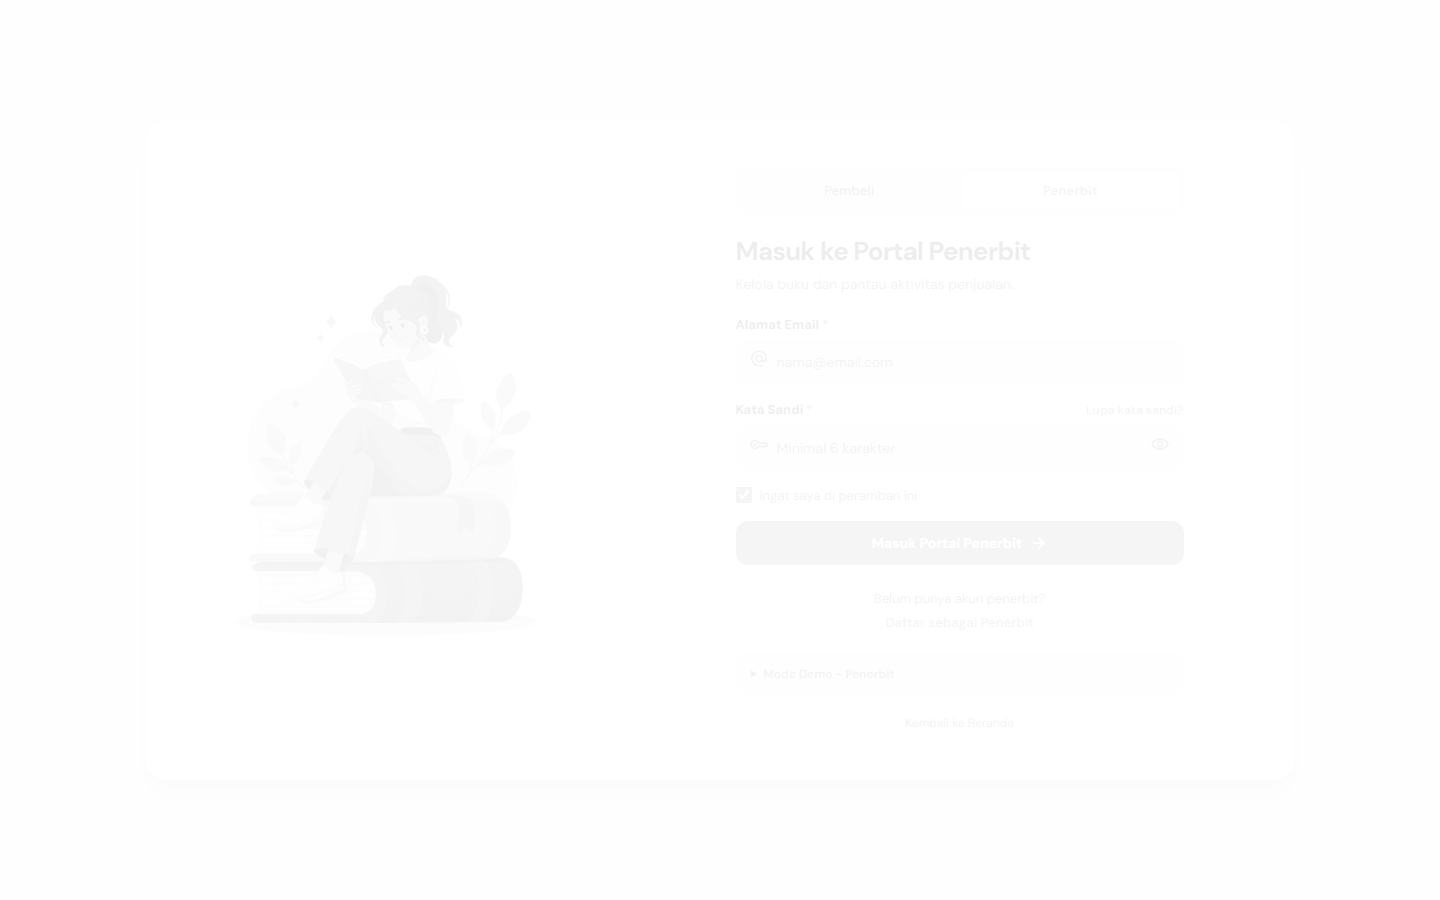 Pembeli
Penerbit
Masuk ke Portal Penerbit
Kelola buku dan pantau aktivitas penjualan.
Alamat Email *
nama@email.com
Kata Sandi *
Lupa kata sandi?
Minimal 6 karakter
Ingat saya di peramban ini
Masuk Portal Penerbit →
Belum punya akun penerbit?
Daftar sebagai Penerbit
Mode Demo – Penerbit
Kembali ke Beranda